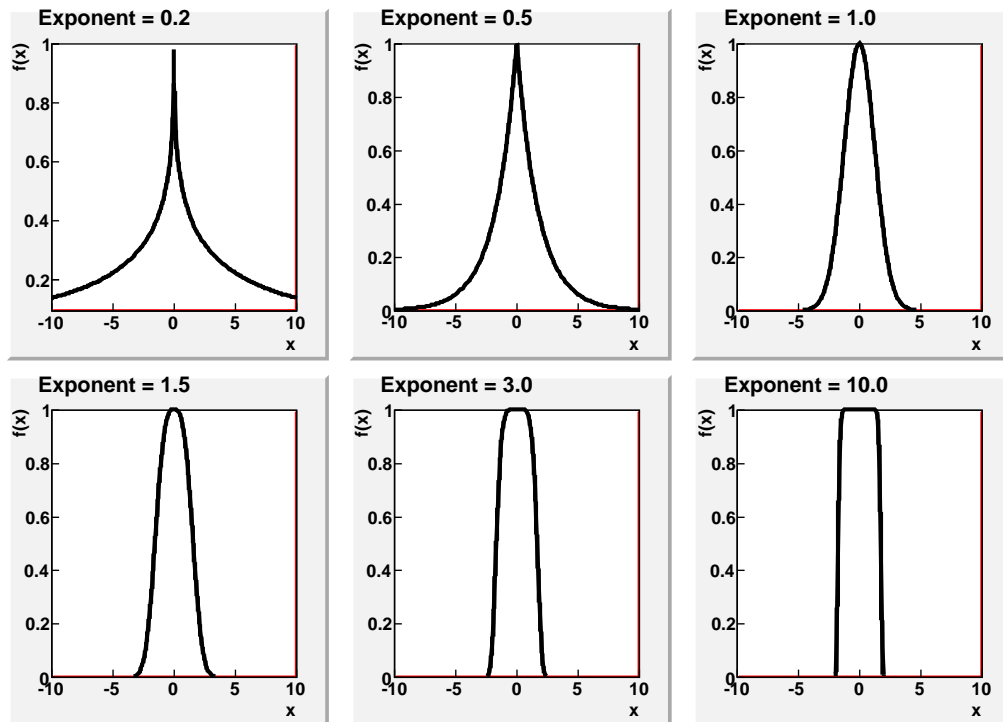 Exponent = 0.2
f(x)
1
0.8
0.6
0.4
0.2
-10 -5 0 5 10
x
Exponent = 0.5
f(x)
1
0.8
0.6
0.4
0.2
0
-10 -5 0 5 10
x
Exponent = 1.0
f(x)
1
0.8
0.6
0.4
0.2
0
-10 -5 0 5 10
x
Exponent = 1.5
f(x)
1
0.8
0.6
0.4
0.2
0
-10 -5 0 5 10
x
Exponent = 3.0
f(x)
1
0.8
0.6
0.4
0.2
0
-10 -5 0 5 10
x
Exponent = 10.0
f(x)
1
0.8
0.6
0.4
0.2
0
-10 -5 0 5 10
x